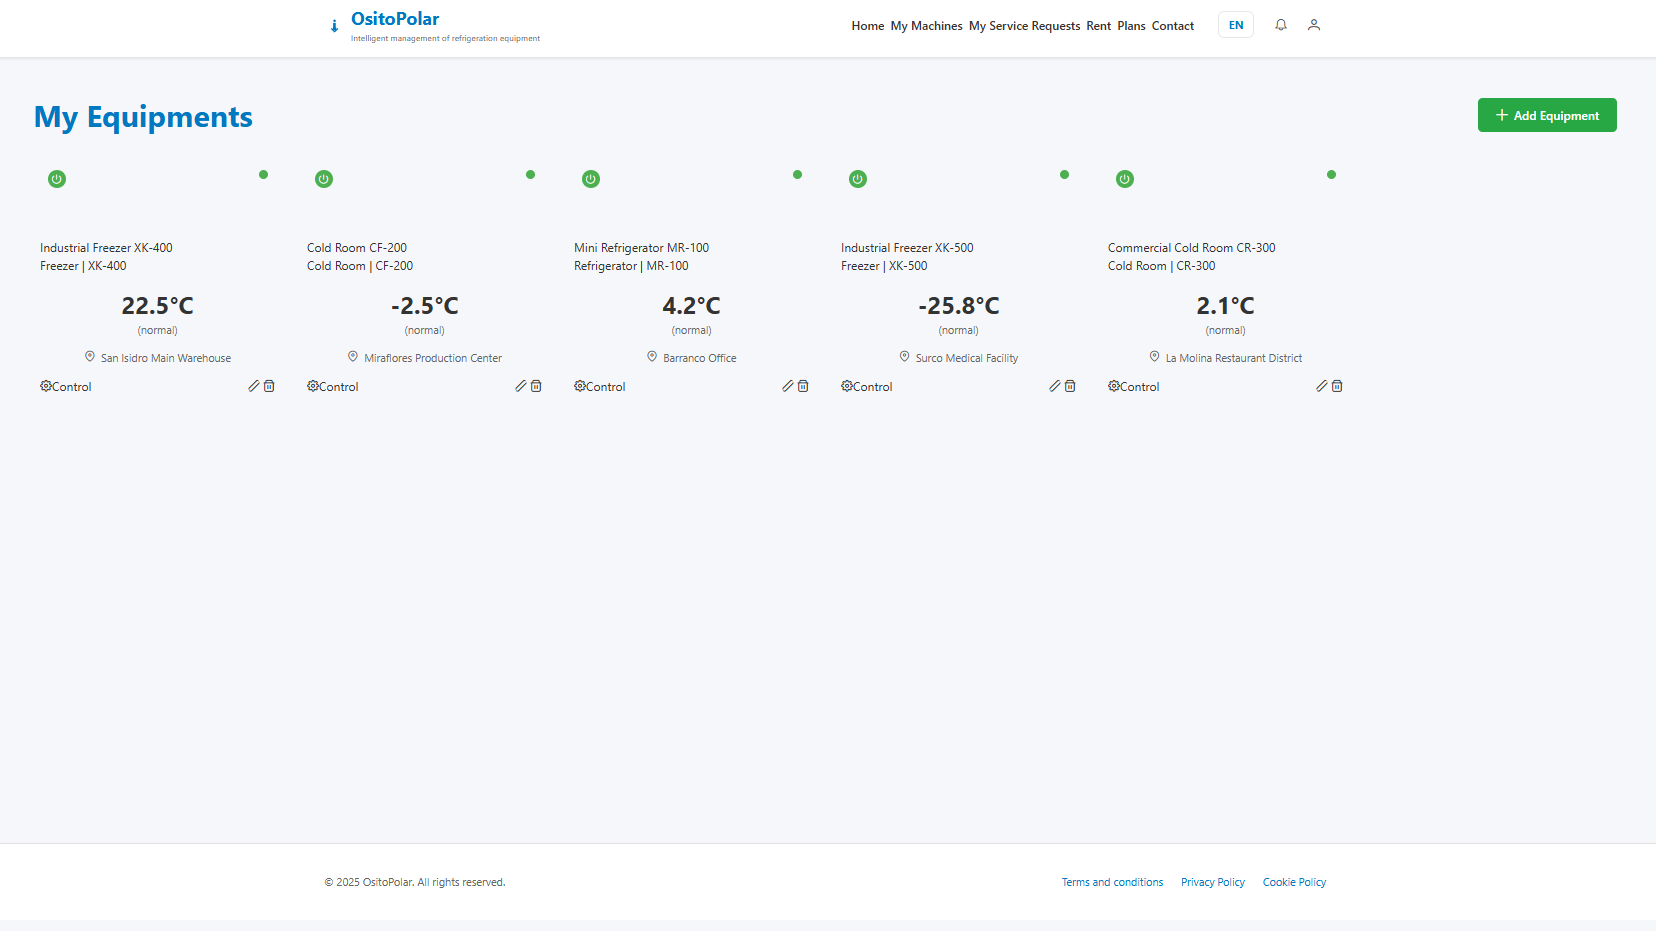 OsitoPolar
Intelligent management of refrigeration equipment
Home My Machines My Service Requests Rent Plans Contact EN
My Equipments
Add Equipment
Industrial Freezer XK-400
Freezer | XK-400
22.5°C
(normal)
San Isidro Main Warehouse
Control
Cold Room CF-200
Cold Room | CF-200
-2.5°C
(normal)
Miraflores Production Center
Control
Mini Refrigerator MR-100
Refrigerator | MR-100
4.2°C
(normal)
Barranco Office
Control
Industrial Freezer XK-500
Freezer | XK-500
-25.8°C
(normal)
Surco Medical Facility
Control
Commercial Cold Room CR-300
Cold Room | CR-300
2.1°C
(normal)
La Molina Restaurant District
Control
© 2025 OsitoPolar. All rights reserved.
Terms and conditions Privacy Policy Cookie Policy